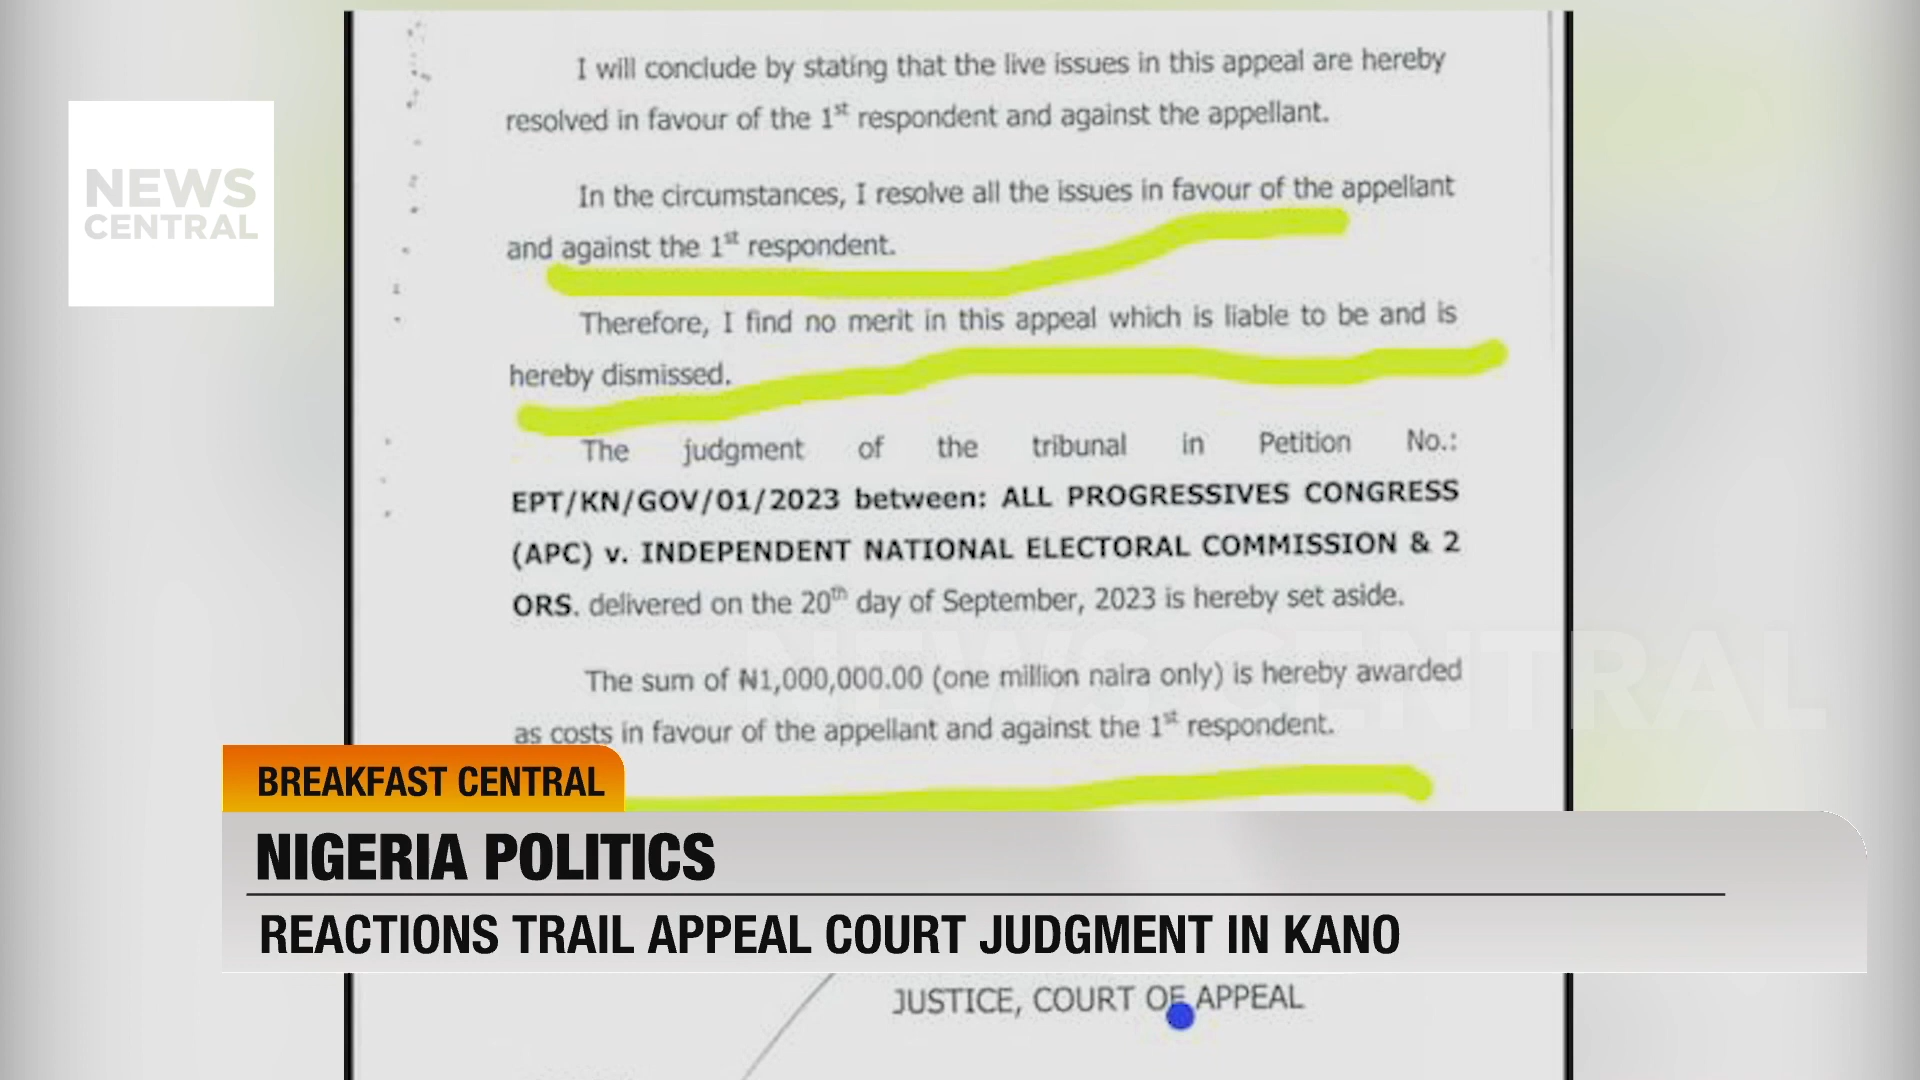 I will conclude by stating that the live issues in this appeal are hereby
resolved in favour of the 1st respondent and against the appellant.
In the circumstances, I resolve all the issues in favour of the appellant
and against the 1st respondent.
Therefore, I find no merit in this appeal which is liable to be and is
hereby dismissed.
The judgment of the tribunal in Petition No.:
EPT/KN/GOV/01/2023 between: ALL PROGRESSIVES CONGRESS
(APC) v. INDEPENDENT NATIONAL ELECTORAL COMMISSION & 2
ORS. delivered on the 20th day of September, 2023 is hereby set aside.
The sum of ₦1,000,000.00 (one million naira only) is hereby awarded
as costs in favour of the appellant and against the 1st respondent.
JUSTICE, COURT OF APPEAL
NEWS
CENTRAL
NEWS CENTRAL
BREAKFAST CENTRAL
NIGERIA POLITICS
REACTIONS TRAIL APPEAL COURT JUDGMENT IN KANO